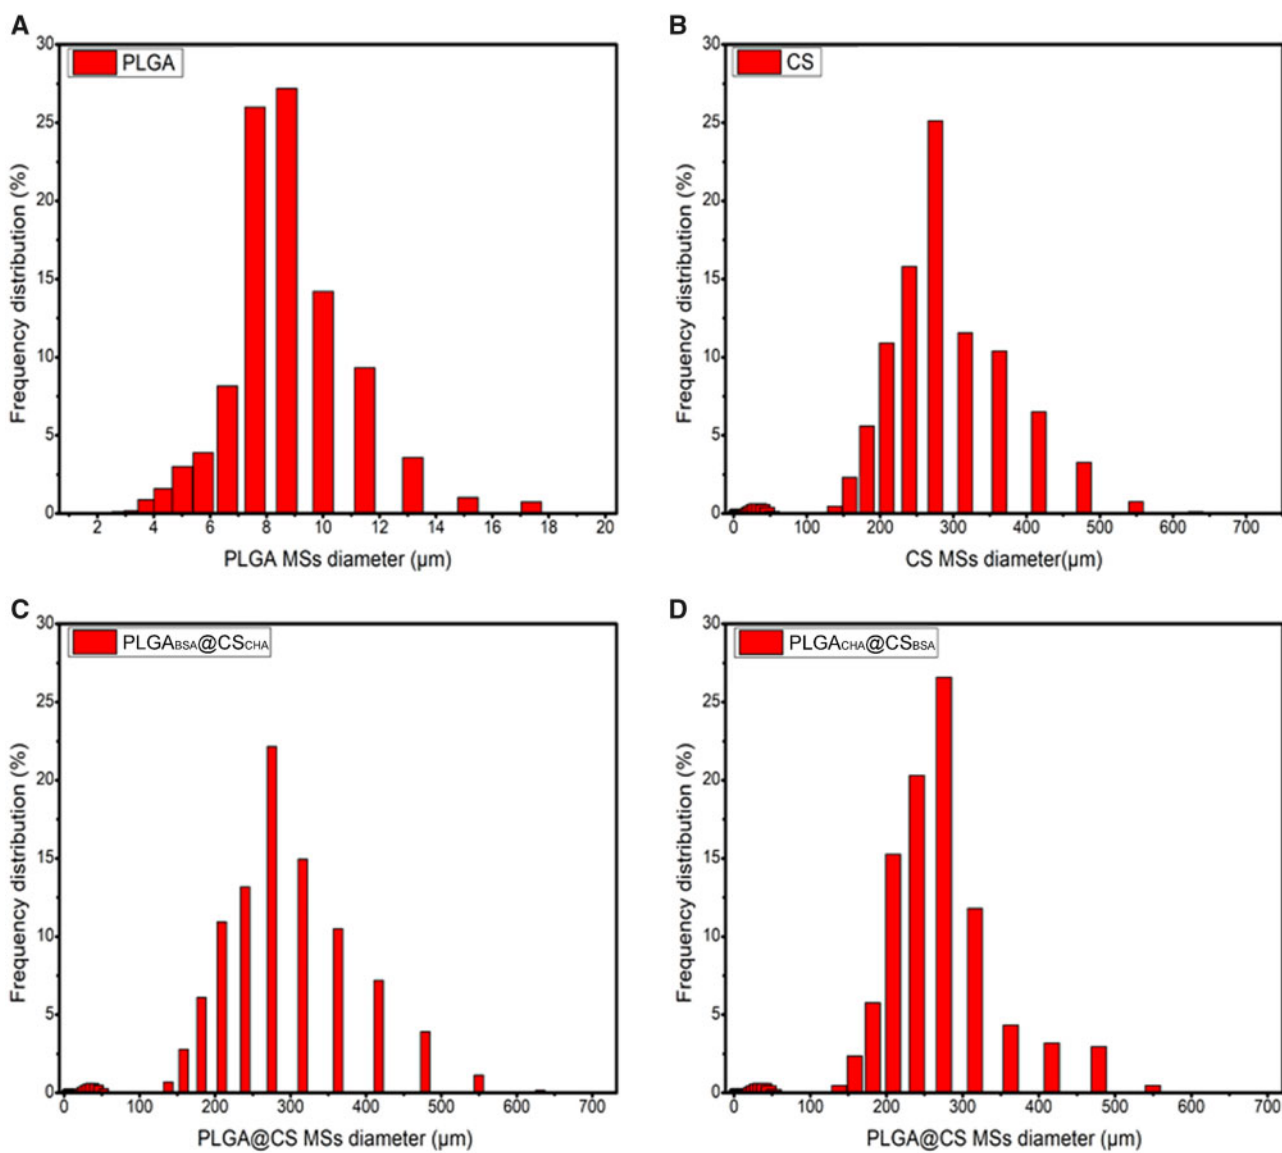 A
PLGA
30
25
20
15
10
5
0
Frequency distribution (%)
2 4 6 8 10 12 14 16 18 20
PLGA MSs diameter (μm)
B
CS
30
25
20
15
10
5
0
Frequency distribution (%)
0 100 200 300 400 500 600 700
CS MSs diameter(μm)
C
PLGABSA@CSCHA
30
25
20
15
10
5
0
Frequency distribution (%)
0 100 200 300 400 500 600 700
PLGA@CS MSs diameter (μm)
D
PLGACHA@CSBSA
30
25
20
15
10
5
0
Frequency distribution (%)
0 100 200 300 400 500 600 700
PLGA@CS MSs diameter (μm)